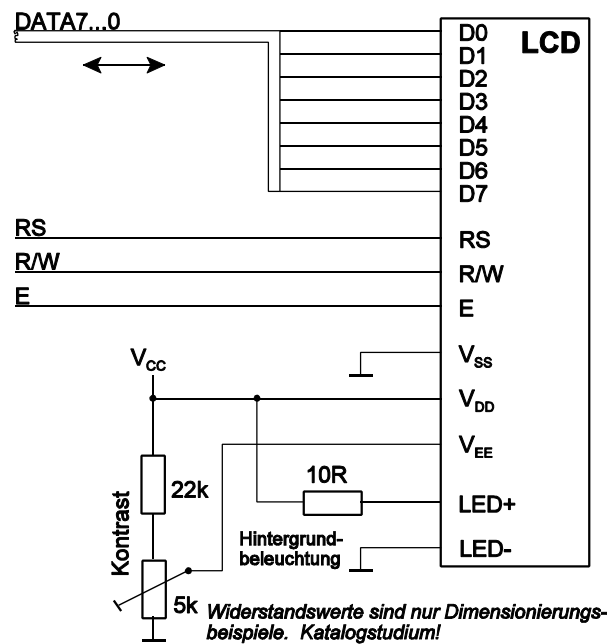 DATA7...0
LCD
D0
D1
D2
D3
D4
D5
D6
D7
RS
RS
R/W
R/W
E
E
VSS
VCC
VDD
VEE
10R
22k
LED+
Kontrast
Hintergrund-
beleuchtung
LED-
5k
Widerstandswerte sind nur Dimensionierungs-
beispiele. Katalogstudium!